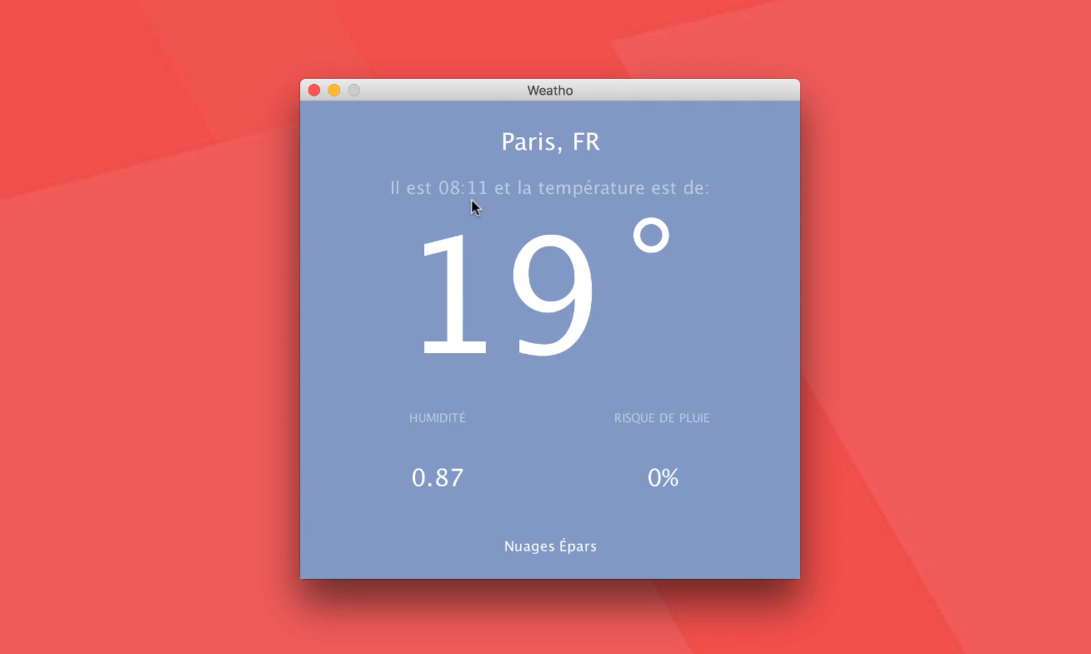 Weatho
Paris, FR
Il est 08:11 et la température est de:
19°
HUMIDITÉ RISQUE DE PLUIE
0.87 0%
Nuages Épars